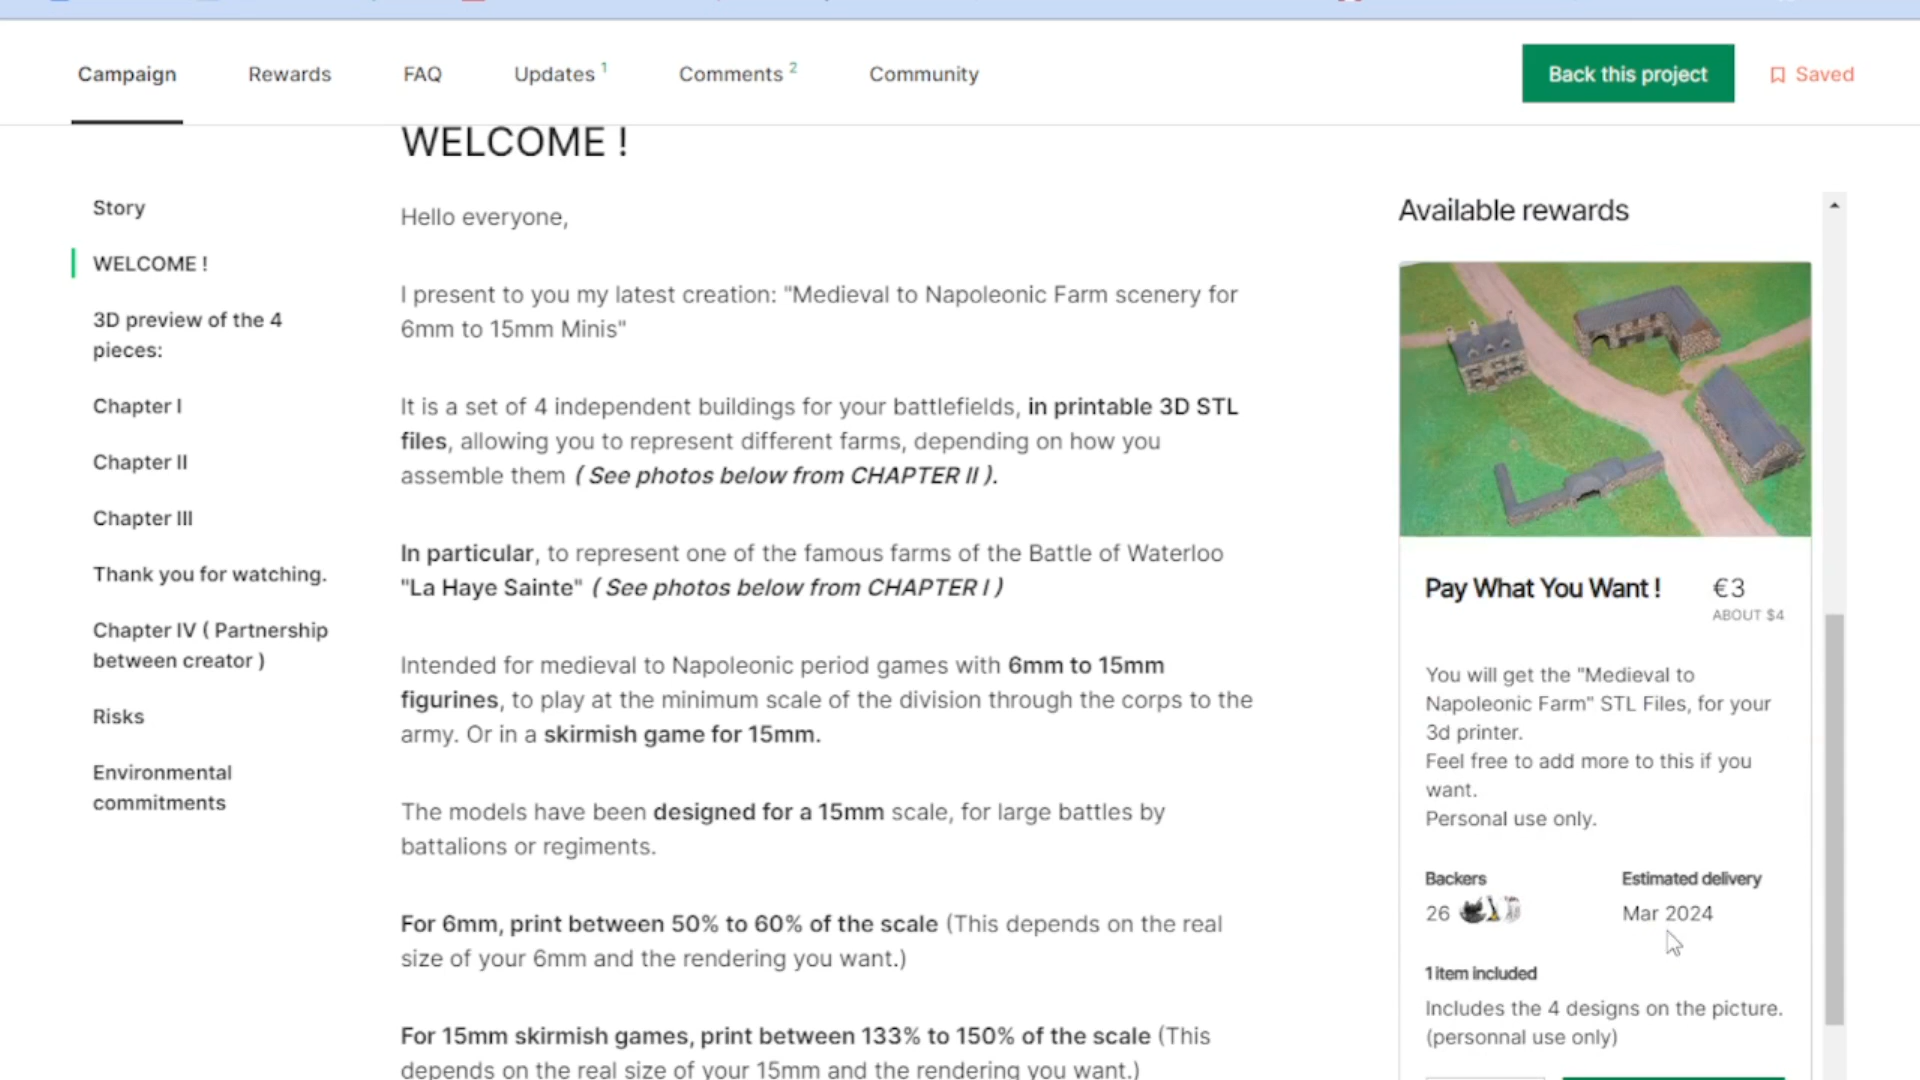 Campaign
Rewards
FAQ
Updates 1
Comments 2
Community
Back this project
Saved
WELCOME !
Story
WELCOME !
3D preview of the 4
pieces:
Chapter I
Chapter II
Chapter III
Thank you for watching.
Chapter IV ( Partnership
between creator )
Risks
Environmental
commitments
Hello everyone,
I present to you my latest creation: "Medieval to Napoleonic Farm scenery for
6mm to 15mm Minis"
It is a set of 4 independent buildings for your battlefields, in printable 3D STL
files, allowing you to represent different farms, depending on how you
assemble them ( See photos below from CHAPTER II ).
In particular, to represent one of the famous farms of the Battle of Waterloo
"La Haye Sainte" ( See photos below from CHAPTER I )
Intended for medieval to Napoleonic period games with 6mm to 15mm
figurines, to play at the minimum scale of the division through the corps to the
army. Or in a skirmish game for 15mm.
The models have been designed for a 15mm scale, for large battles by
battalions or regiments.
For 6mm, print between 50% to 60% of the scale (This depends on the real
size of your 6mm and the rendering you want.)
For 15mm skirmish games, print between 133% to 150% of the scale (This
depends on the real size of your 15mm and the rendering you want.)
Available rewards
Pay What You Want !
€3
ABOUT $4
You will get the "Medieval to
Napoleonic Farm" STL Files, for your
3d printer.
Feel free to add more to this if you
want.
Personal use only.
Backers
26
Estimated delivery
Mar 2024
1 item included
Includes the 4 designs on the picture.
(personnal use only)